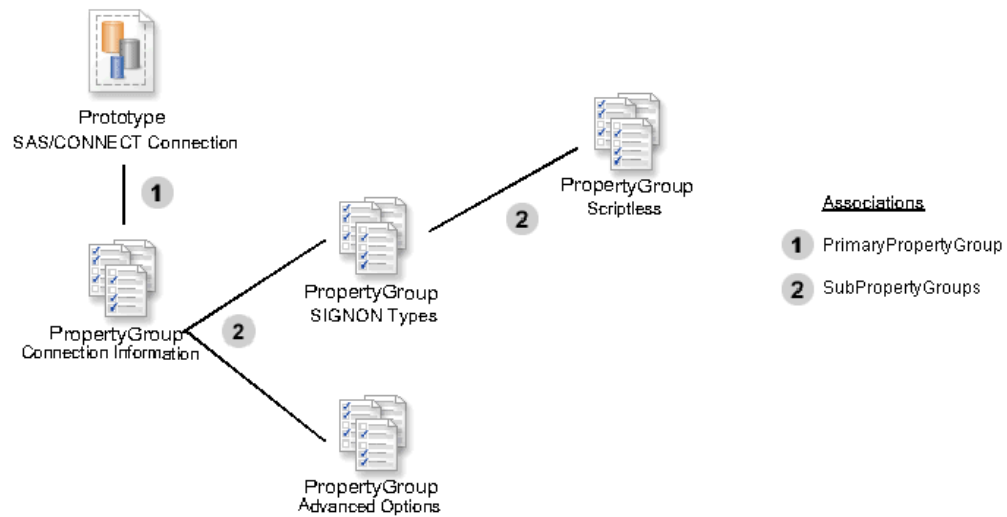 Prototype
SAS/CONNECT Connection
1
PropertyGroup
Connection Information
2
PropertyGroup
SIGNON Types
2
PropertyGroup
Scriptless
PropertyGroup
Advanced Options
Associations
1 PrimaryPropertyGroup
2 SubPropertyGroups